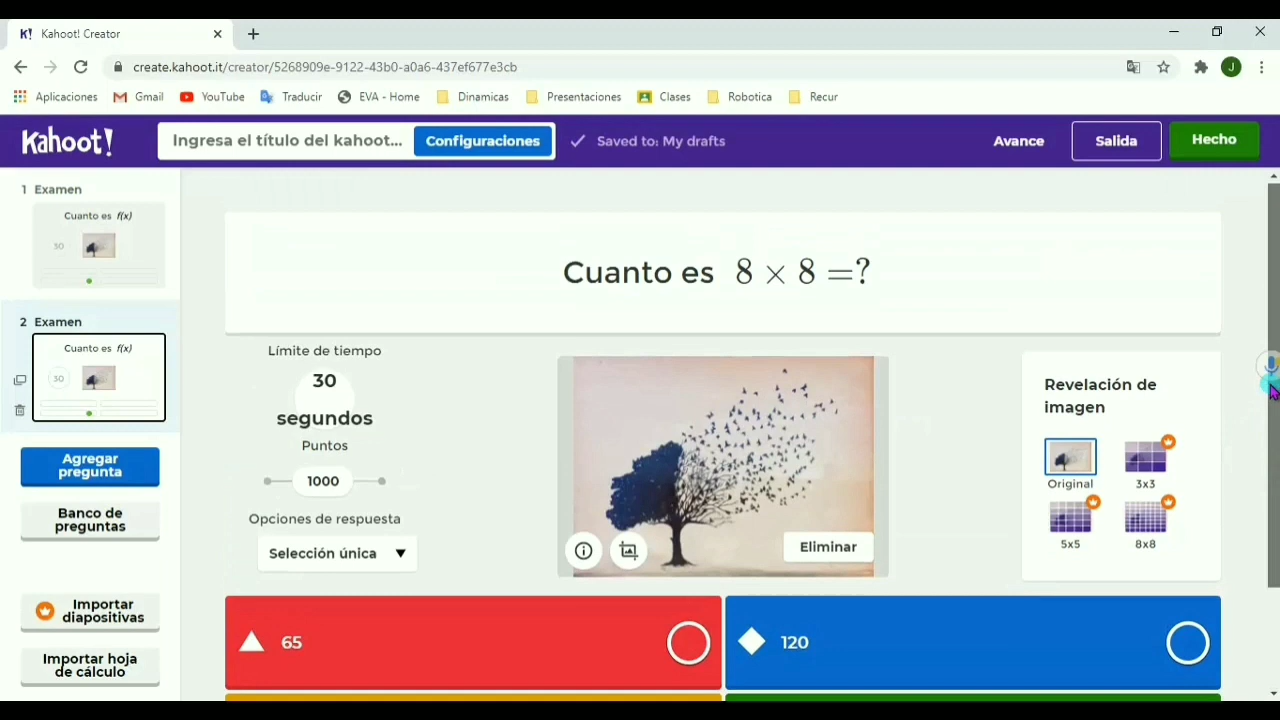 K! Kahoot! Creator
create.kahoot.it/creator/5268909e-9122-43b0-a0a6-437ef677e3cb
J
Aplicaciones Gmail YouTube Traducir EVA - Home Dinamicas Presentaciones Clases Robotica Recur
Kahoot!
Ingresa el título del kahoot...
Configuraciones
Saved to: My drafts
Avance
Salida
Hecho
1 Examen
Cuanto es f(x)
30
2 Examen
Cuanto es f(x)
30
Agregar
pregunta
Banco de
preguntas
Importar
diapositivas
Importar hoja
de cálculo
Cuanto es 8 × 8 =?
Límite de tiempo
30
segundos
Puntos
1000
Opciones de respuesta
Selección única
Eliminar
Revelación de
imagen
Original
3x3
5x5
8x8
65
120